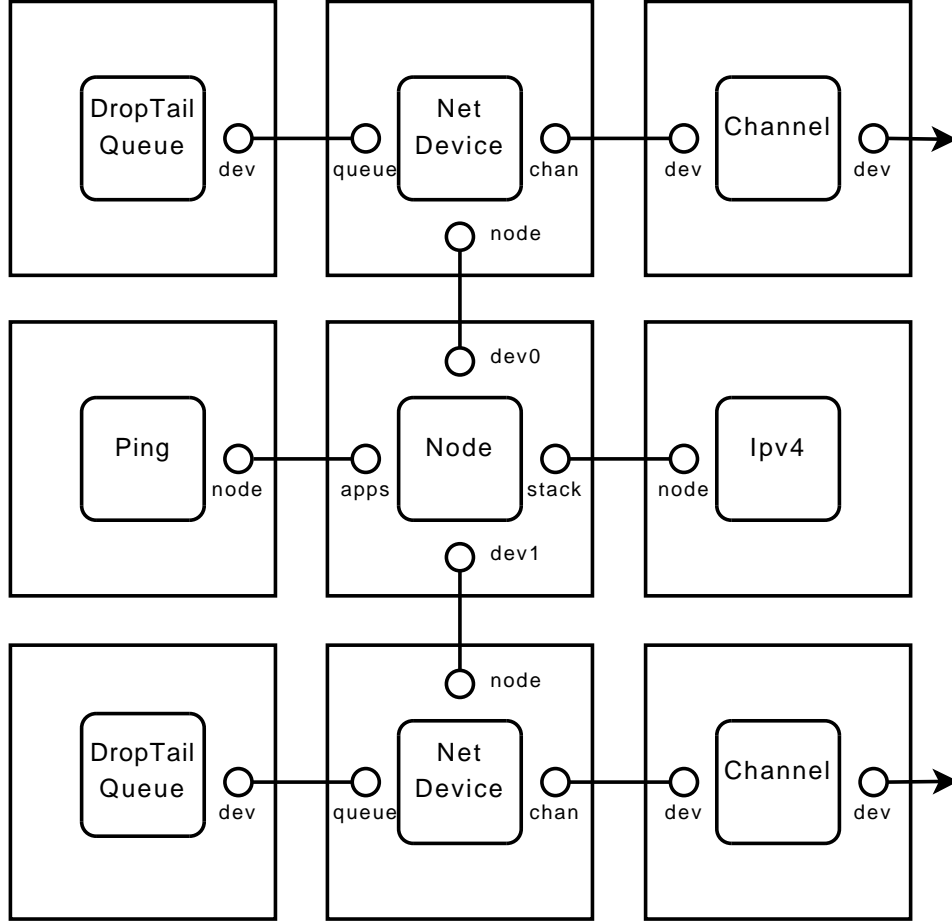 DropTail
Queue
dev
queue
Net
Device
chan
dev
Channel
dev
node
dev0
Ping
node
apps
Node
stack
node
Ipv4
dev1
node
DropTail
Queue
dev
queue
Net
Device
chan
dev
Channel
dev